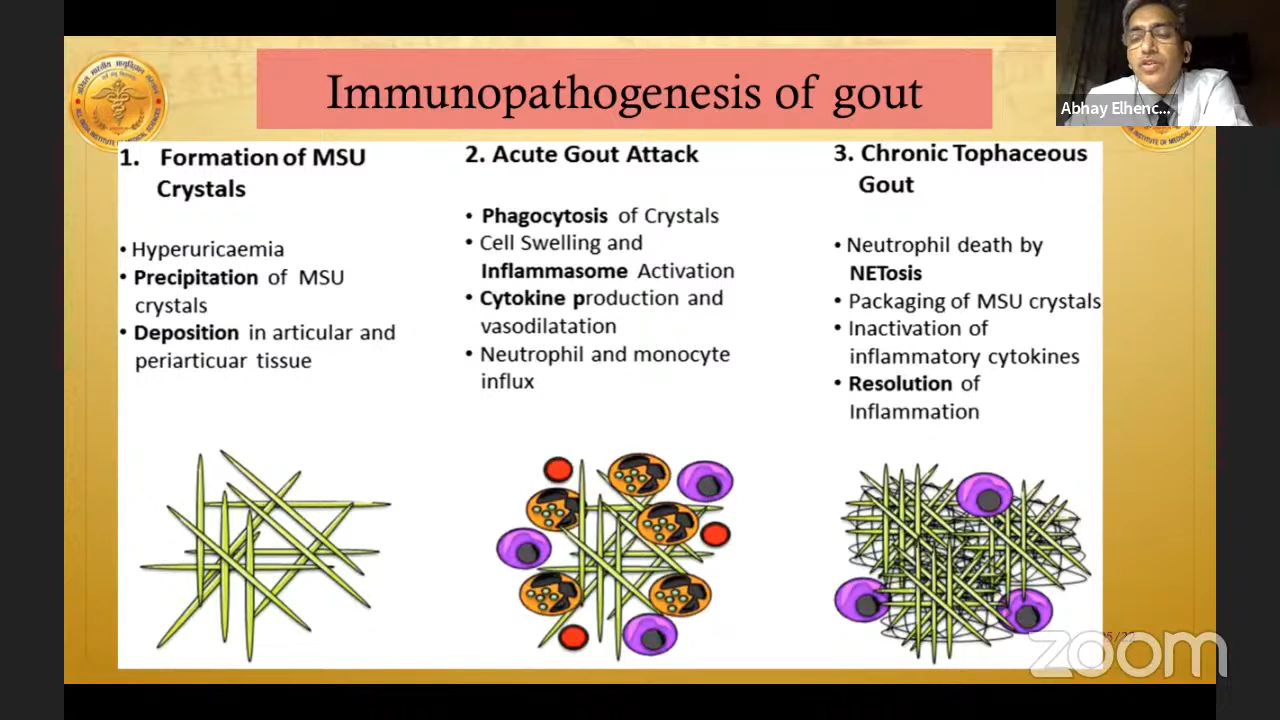 Immunopathogenesis of gout
Abhay Elhenc...
1. Formation of MSU
Crystals
• Hyperuricaemia
• Precipitation of MSU
crystals
• Deposition in articular and
periarticuar tissue
2. Acute Gout Attack
• Phagocytosis of Crystals
• Cell Swelling and
Inflammasome Activation
• Cytokine production and
vasodilatation
• Neutrophil and monocyte
influx
3. Chronic Tophaceous
Gout
• Neutrophil death by
NETosis
• Packaging of MSU crystals
• Inactivation of
inflammatory cytokines
• Resolution of
Inflammation
zoom